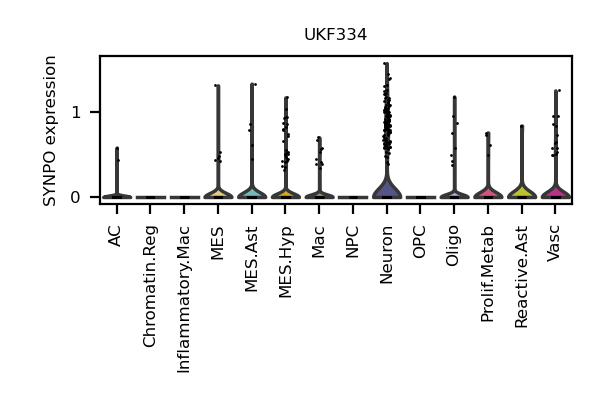 UKF334
SYNPO expression
1
0
AC
Chromatin.Reg
Inflammatory.Mac
MES
MES.Ast
MES.Hyp
Mac
NPC
Neuron
OPC
Oligo
Prolif.Metab
Reactive.Ast
Vasc